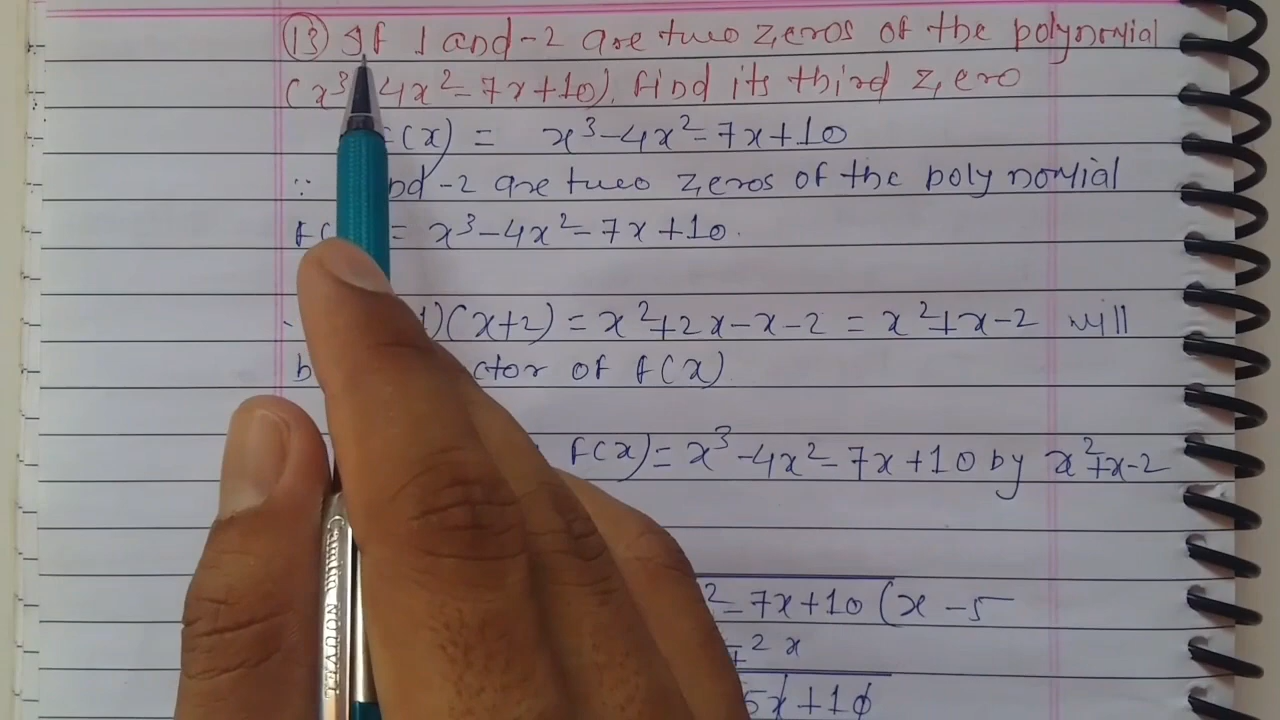 (13) If 1 and -2 are two zeros of the polynomial
(x³ 4x² - 7x + 10). find its third zero
(x) = x³ - 4x² - 7x + 10
∵ nd -2 are two zeros of the polynomial
f( = x³ - 4x² - 7x + 10.
1)(x+2) = x² + 2x - x - 2 = x² + x - 2 will
b ctor of f(x).
f(x) = x³ - 4x² - 7x + 10 by x² + x - 2
² - 7x + 10 (x - 5
2x
5x + 10